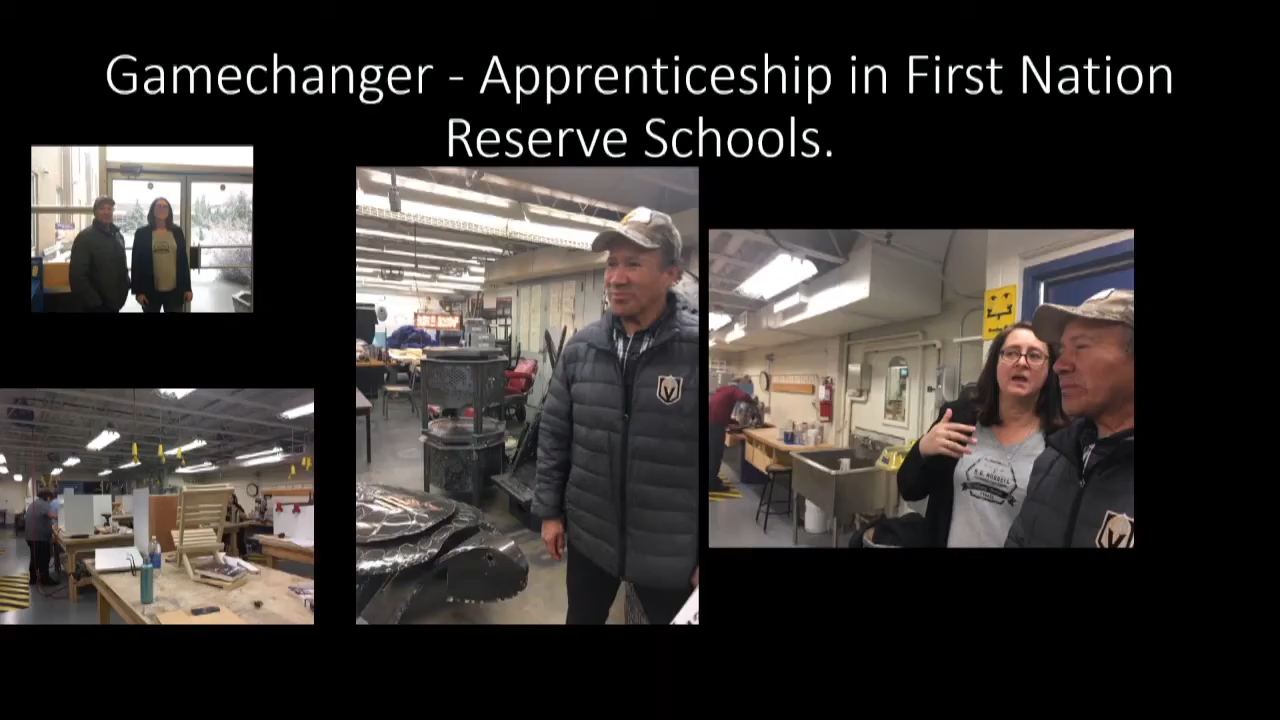 Gamechanger - Apprenticeship in First Nation
Reserve Schools.